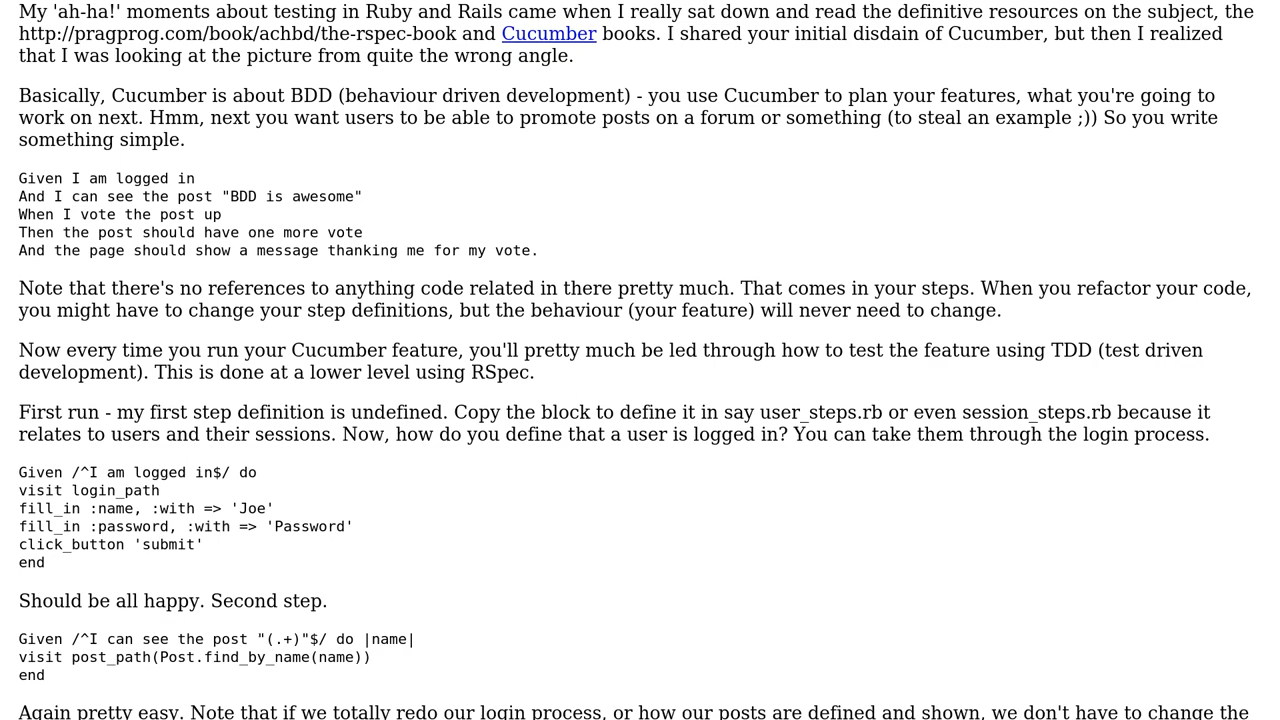 My 'ah-ha!' moments about testing in Ruby and Rails came when I really sat down and read the definitive resources on the subject, the
http://pragprog.com/book/achbd/the-rspec-book and Cucumber books. I shared your initial disdain of Cucumber, but then I realized
that I was looking at the picture from quite the wrong angle.
Basically, Cucumber is about BDD (behaviour driven development) - you use Cucumber to plan your features, what you're going to
work on next. Hmm, next you want users to be able to promote posts on a forum or something (to steal an example ;)) So you write
something simple.
Given I am logged in
And I can see the post "BDD is awesome"
When I vote the post up
Then the post should have one more vote
And the page should show a message thanking me for my vote.
Note that there's no references to anything code related in there pretty much. That comes in your steps. When you refactor your code,
you might have to change your step definitions, but the behaviour (your feature) will never need to change.
Now every time you run your Cucumber feature, you'll pretty much be led through how to test the feature using TDD (test driven
development). This is done at a lower level using RSpec.
First run - my first step definition is undefined. Copy the block to define it in say user_steps.rb or even session_steps.rb because it
relates to users and their sessions. Now, how do you define that a user is logged in? You can take them through the login process.
Given /^I am logged in$/ do
visit login_path
fill_in :name, :with => 'Joe'
fill_in :password, :with => 'Password'
click_button 'submit'
end
Should be all happy. Second step.
Given /^I can see the post "(.+)"$/ do |name|
visit post_path(Post.find_by_name(name))
end
Again pretty easy. Note that if we totally redo our login process, or how our posts are defined and shown, we don't have to change the